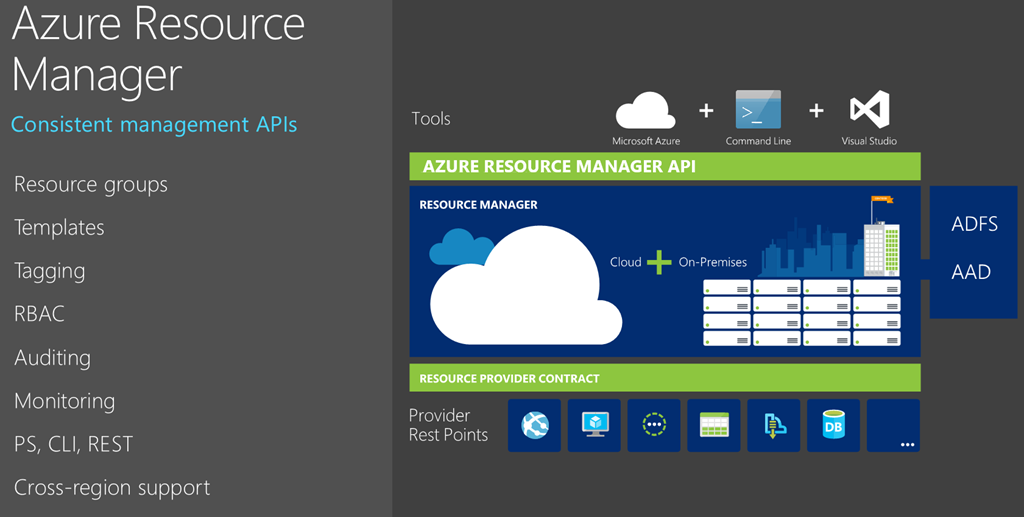 Azure Resource
Manager
Consistent management APIs
Resource groups
Templates
Tagging
RBAC
Auditing
Monitoring
PS, CLI, REST
Cross-region support
Tools
Microsoft Azure
+
>_
Command Line
+
Visual Studio
AZURE RESOURCE MANAGER API
RESOURCE MANAGER
Cloud + On-Premises
ADFS
AAD
RESOURCE PROVIDER CONTRACT
Provider
Rest Points
DB
...